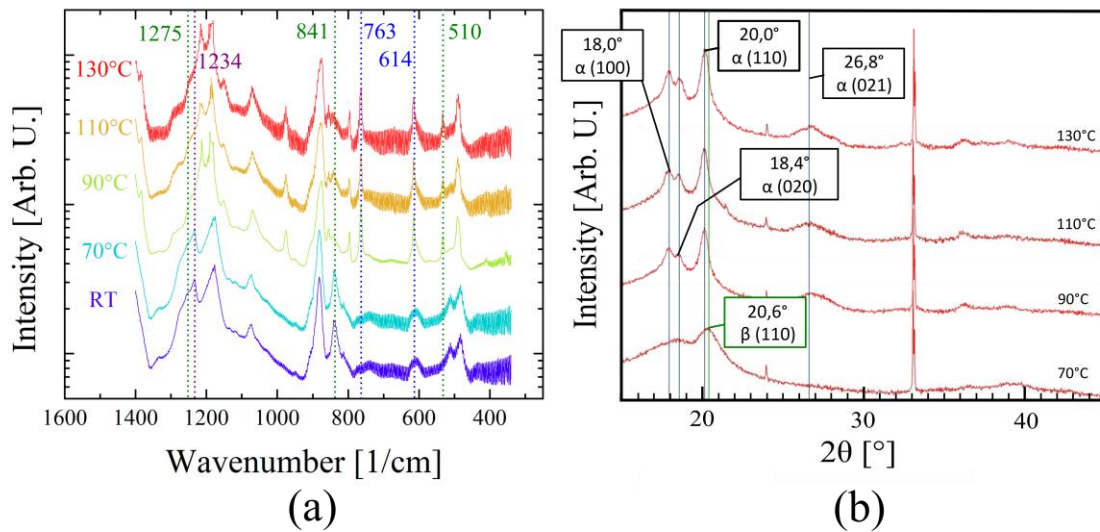 (a)
1275
841
763
510
1234
614
130°C
110°C
90°C
70°C
RT
Intensity [Arb. U.]
1600 1400 1200 1000 800 600 400
Wavenumber [1/cm]
(a)
(b)
18,0°
α (100)
20,0°
α (110)
26,8°
α (021)
130°C
18,4°
α (020)
110°C
90°C
20,6°
β (110)
70°C
Intensity [Arb. U.]
20 30 40
2θ [°]
(b)